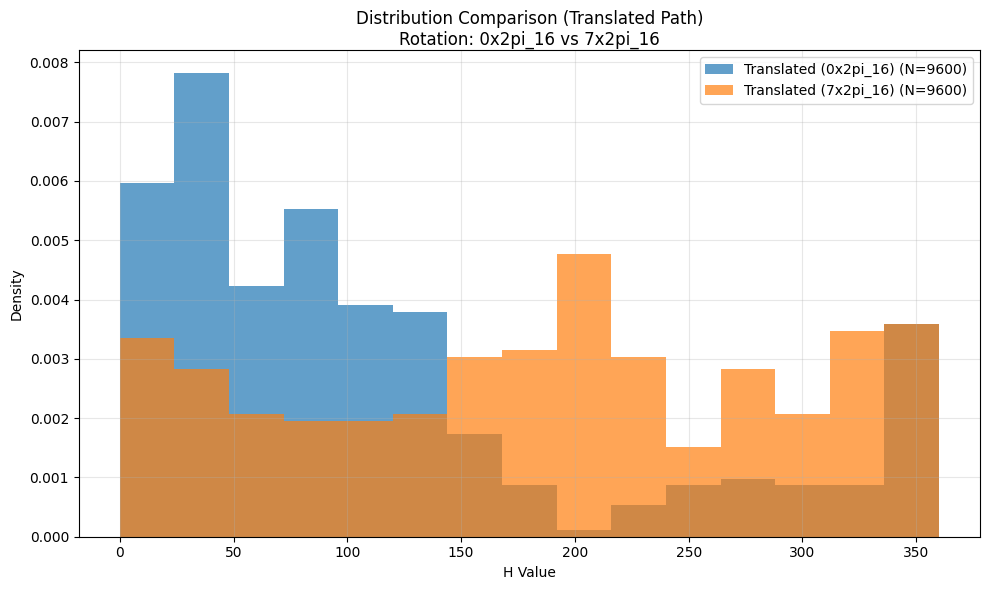 Distribution Comparison (Translated Path)
Rotation: 0x2pi_16 vs 7x2pi_16
Translated (0x2pi_16) (N=9600)
Translated (7x2pi_16) (N=9600)
0.008
0.007
0.006
0.005
0.004
0.003
0.002
0.001
0.000
Density
0 50 100 150 200 250 300 350
H Value